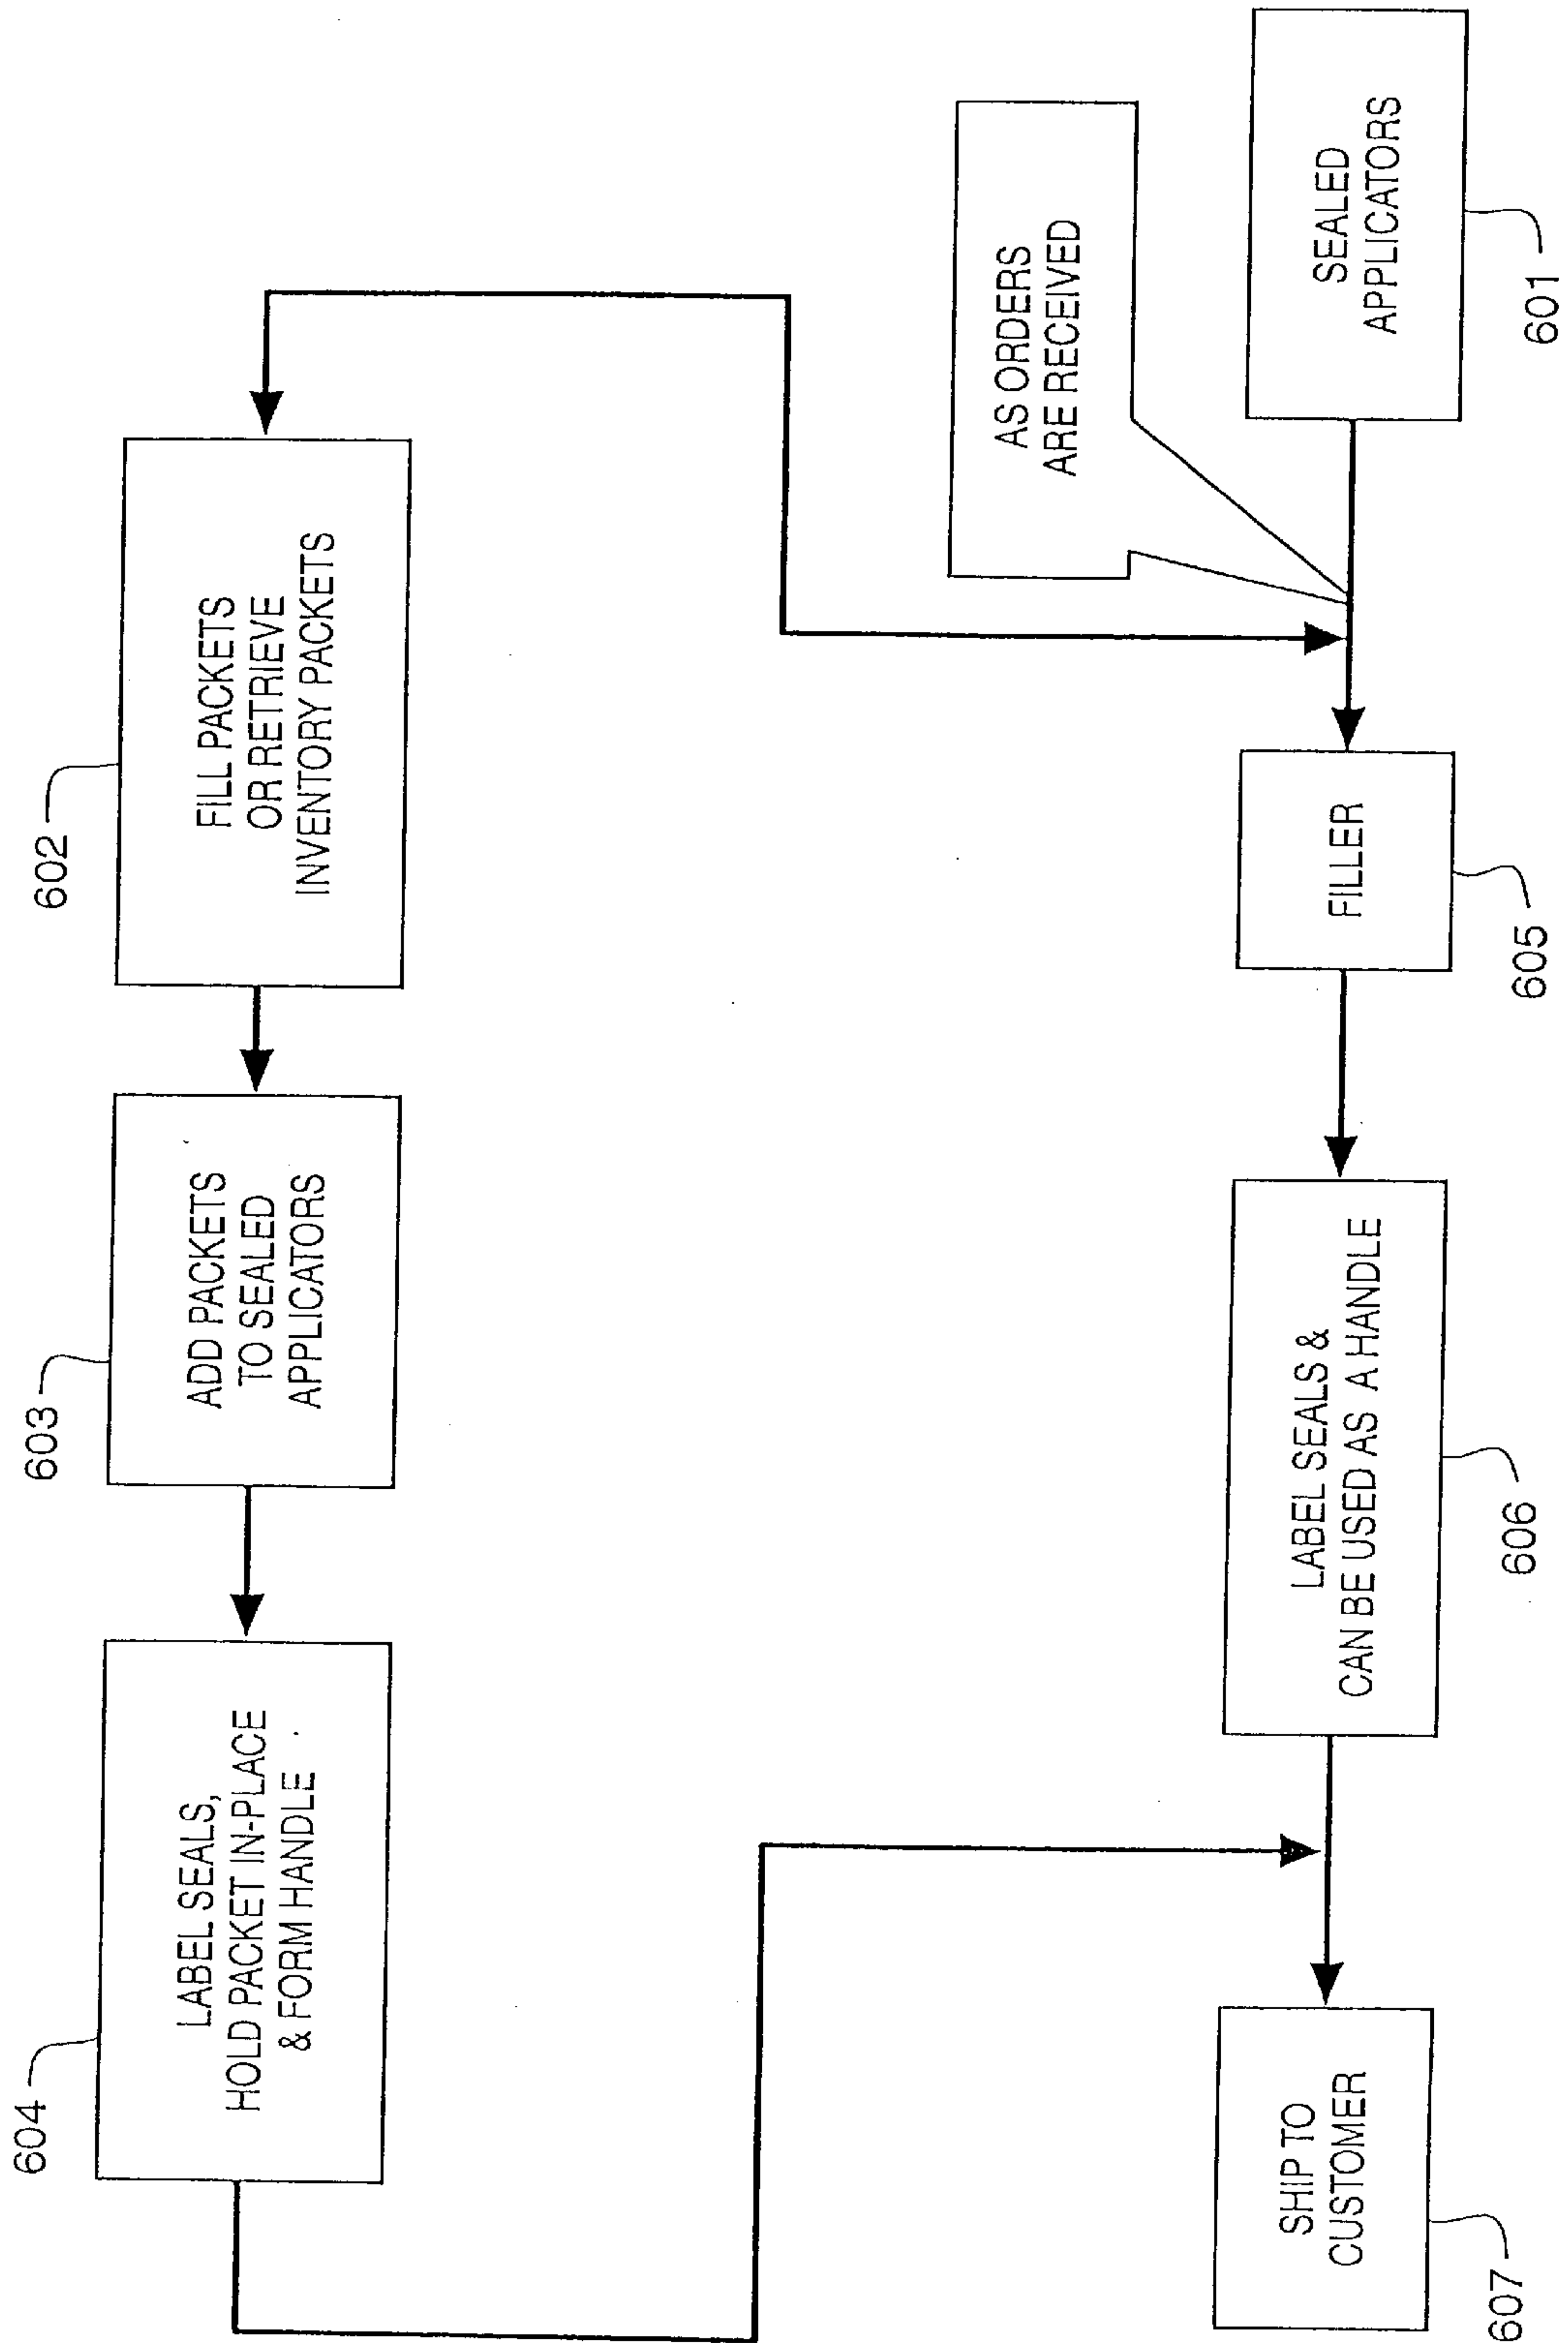 602
FILL PACKETS
OR RETRIEVE
INVENTORY PACKETS
603
ADD PACKETS
TO SEALED
APPLICATORS
604
LABEL SEALS,
HOLD PACKET IN-PLACE
& FORM HANDLE
AS ORDERS
ARE RECEIVED
SEALED
APPLICATORS
601
FILLER
605
LABEL SEALS &
CAN BE USED AS A HANDLE
606
SHIP TO
CUSTOMER
607